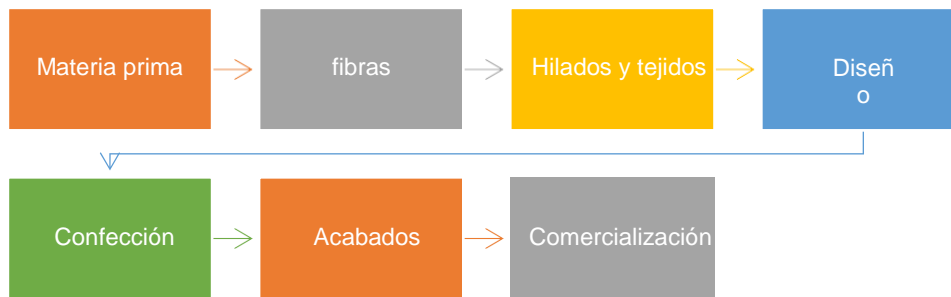 Materia prima
fibras
Hilados y tejidos
Diseñ
o
Confección
Acabados
Comercialización